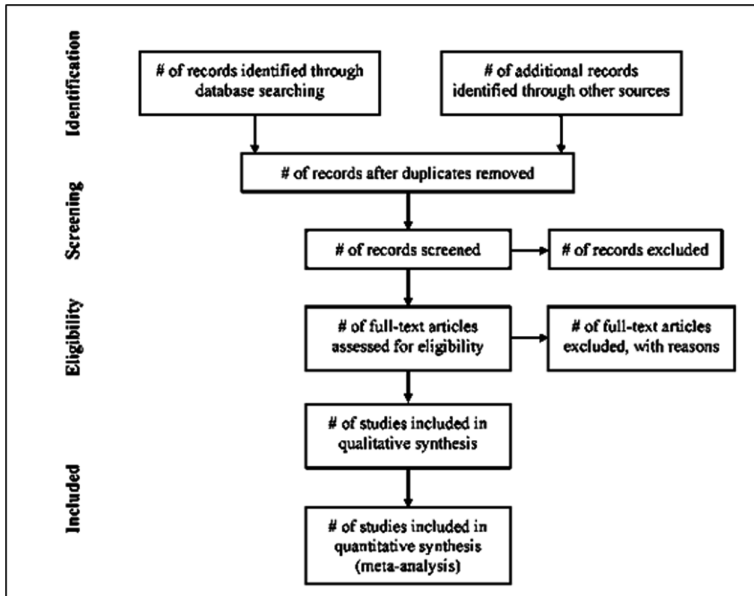 Identification
# of records identified through
database searching
# of additional records
identified through other sources
# of records after duplicates removed
Screening
# of records screened
# of records excluded
Eligibility
# of full-text articles
assessed for eligibility
# of full-text articles
excluded, with reasons
# of studies included in
qualitative synthesis
Included
# of studies included in
quantitative synthesis
(meta-analysis)